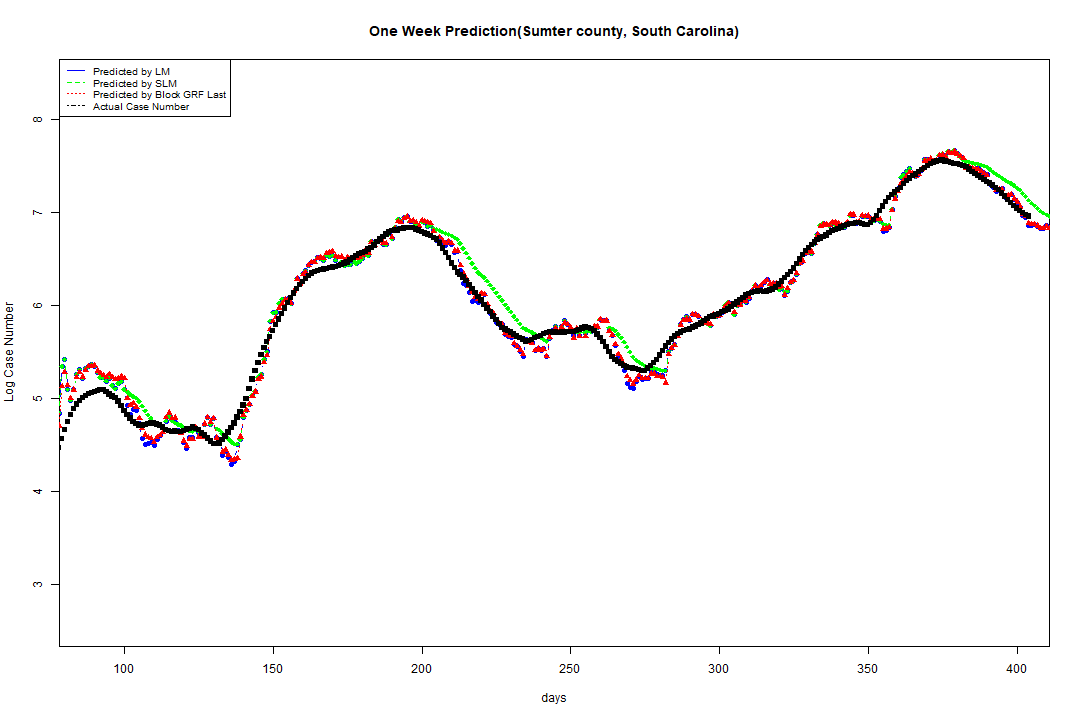 One Week Prediction(Sumter county, South Carolina)
Predicted by LM
Predicted by SLM
Predicted by Block GRF Last
Actual Case Number
8
7
6
5
4
3
Log Case Number
100 150 200 250 300 350 400
days